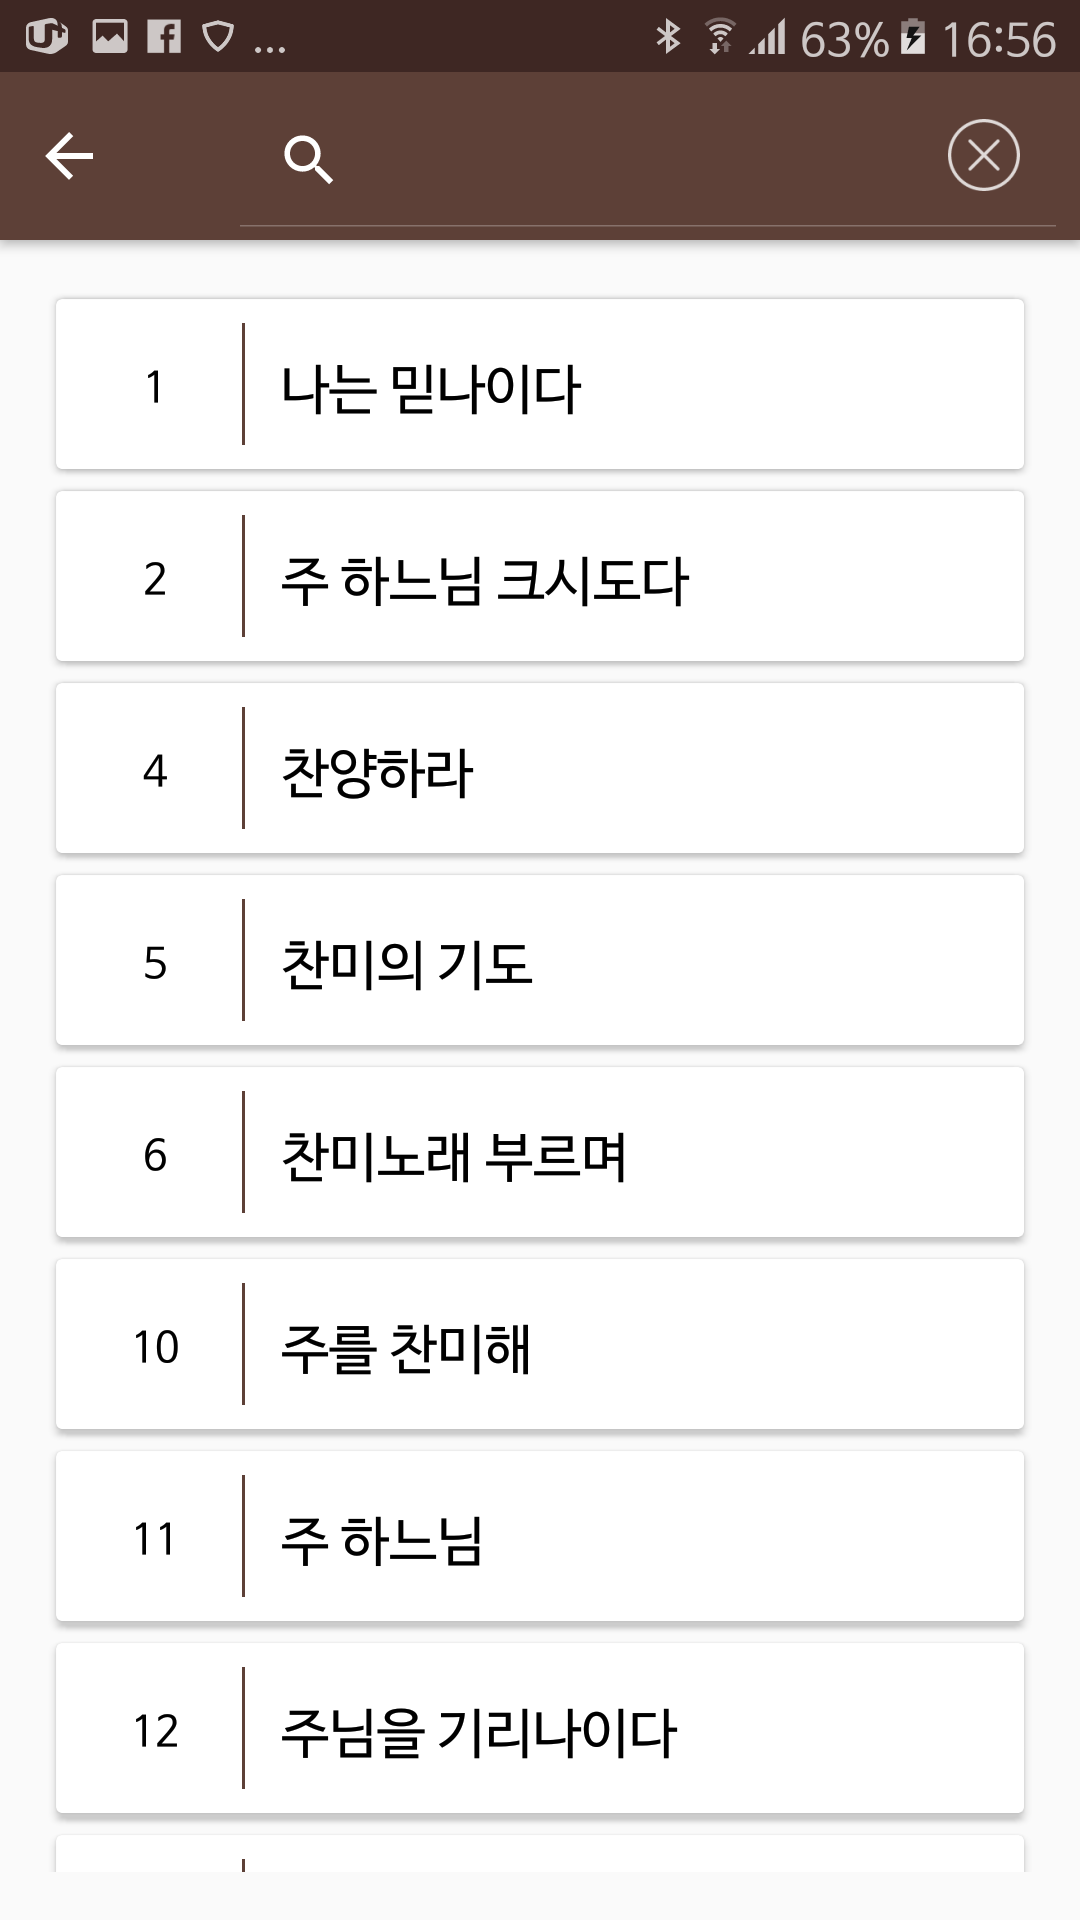 U+ ... 63% 16:56
1 나는 믿나이다
2 주 하느님 크시도다
4 찬양하라
5 찬미의 기도
6 찬미노래 부르며
10 주를 찬미해
11 주 하느님
12 주님을 기리나이다